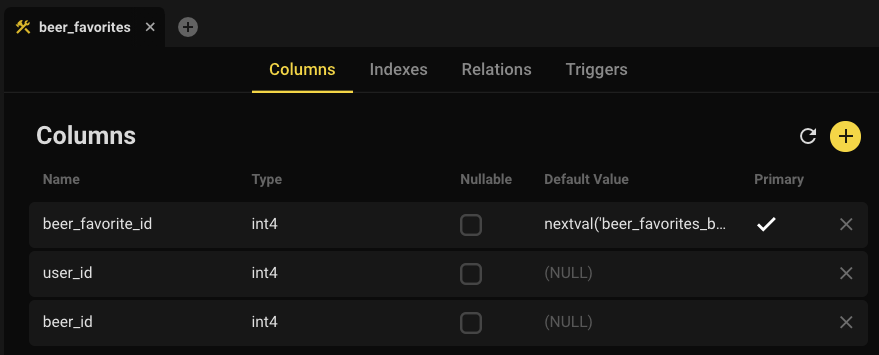 beer_favorites
Columns Indexes Relations Triggers
Columns
Name Type Nullable Default Value Primary
beer_favorite_id int4 nextval('beer_favorites_b...
user_id int4 (NULL)
beer_id int4 (NULL)